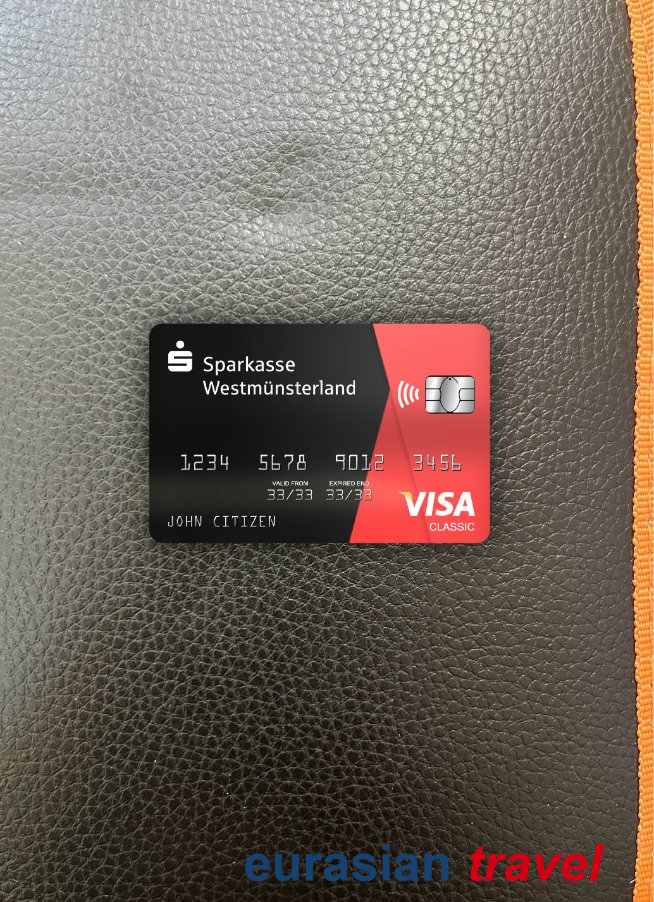 Sparkasse
Westmünsterland
1234 5678 9012 3456
VALID FROM EXPIRED END
33/33 33/33
JOHN CITIZEN
VISA
CLASSIC
eurasian travel